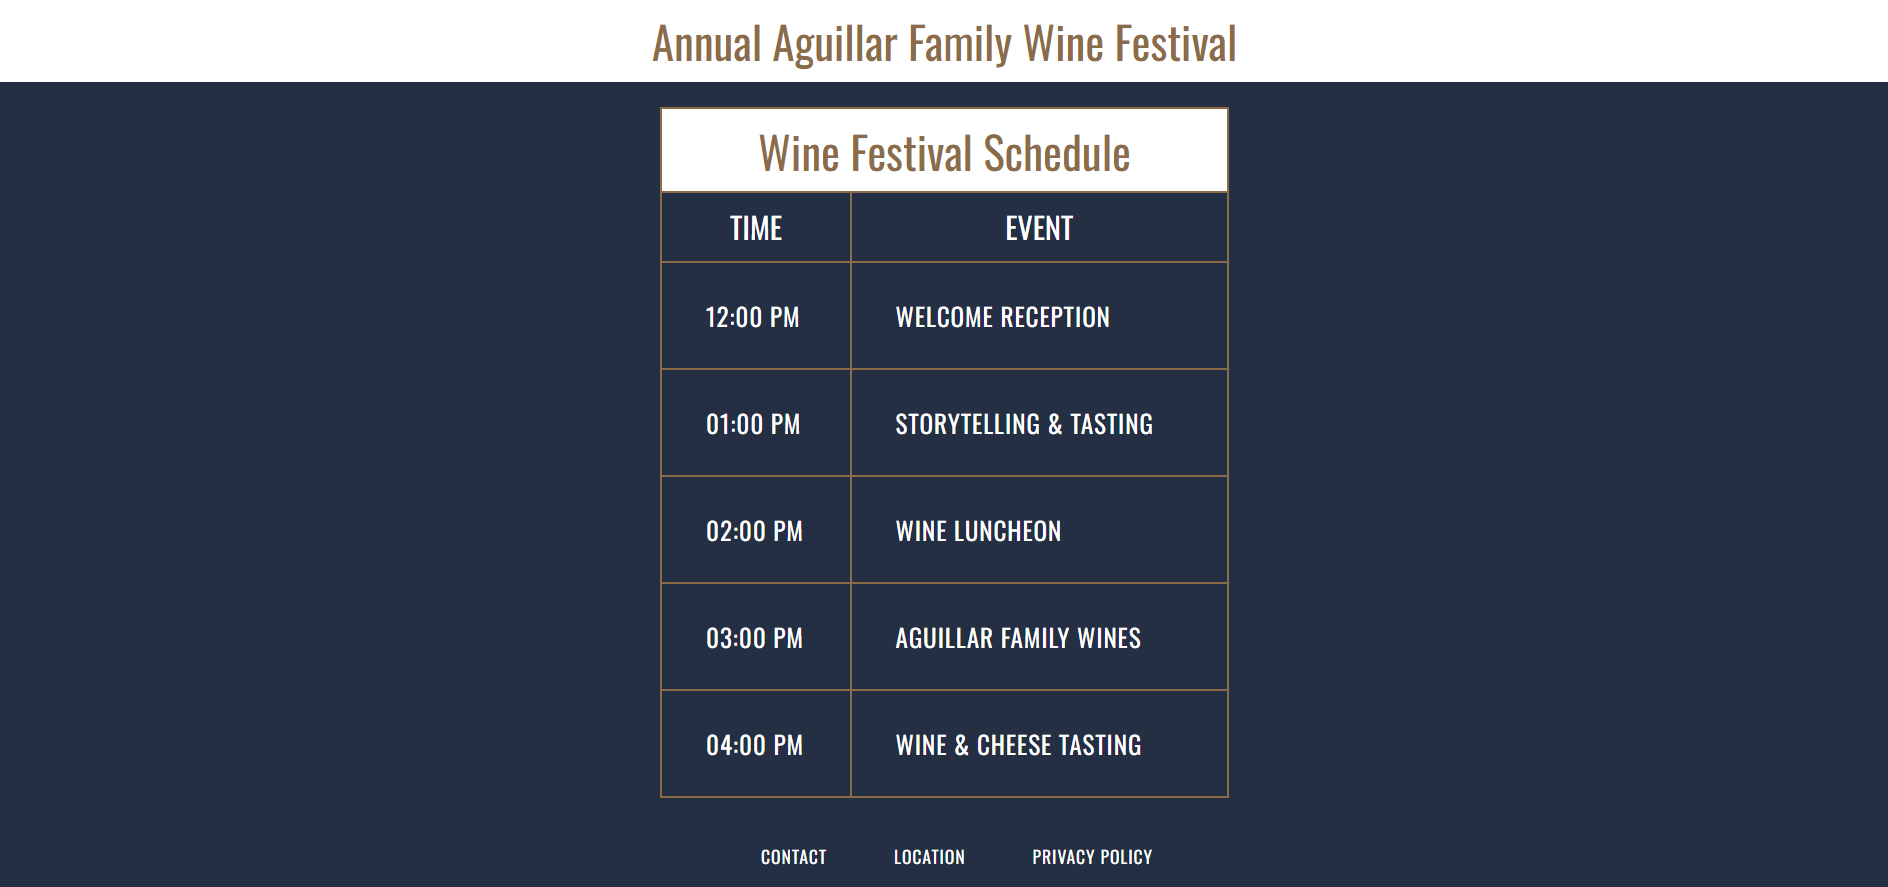 Annual Aguillar Family Wine Festival
Wine Festival Schedule
TIME EVENT
12:00 PM WELCOME RECEPTION
01:00 PM STORYTELLING & TASTING
02:00 PM WINE LUNCHEON
03:00 PM AGUILLAR FAMILY WINES
04:00 PM WINE & CHEESE TASTING
CONTACT LOCATION PRIVACY POLICY